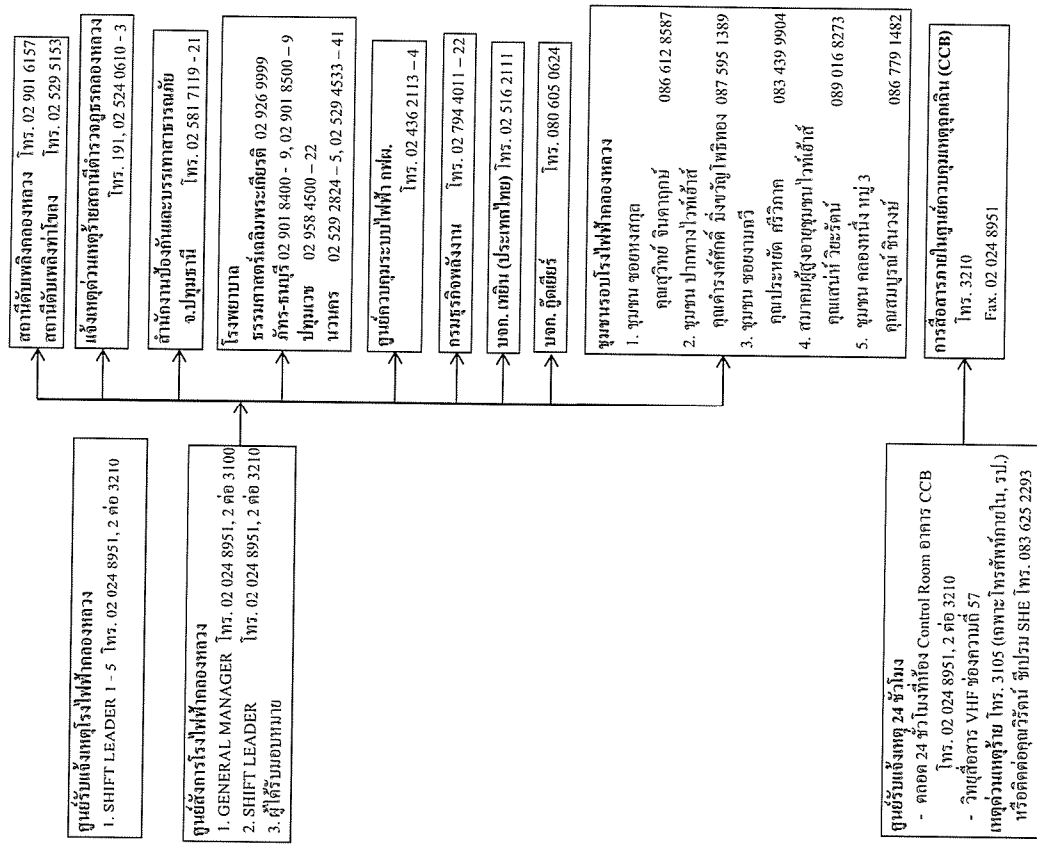 ศูนย์รับแจ้งเหตุโรงไฟฟ้าคลองหลวง
1. SHIFT LEADER 1 - 5 โทร. 02 024 8951, 2 ต่อ 3210
ศูนย์สั่งการโรงไฟฟ้าคลองหลวง
1. GENERAL MANAGER โทร. 02 024 8951, 2 ต่อ 3100
2. SHIFT LEADER โทร. 02 024 8951, 2 ต่อ 3210
3. ผู้ได้รับมอบหมาย
สถานีดับเพลิงคลองหลวง โทร. 02 901 6157
สถานีดับเพลิงท่าโขลง โทร. 02 529 5153
แจ้งเหตุด่วนเหตุร้ายสถานีตำรวจภูธรคลองหลวง
โทร. 191, 02 524 0610 - 3
สำนักงานป้องกันและบรรเทาสาธารณภัย
จ.ปทุมธานี โทร. 02 581 7119 - 21
โรงพยาบาล
ธรรมศาสตร์เฉลิมพระเกียรติ 02 926 9999
ภัทร-ธนบุรี 02 901 8400 - 9, 02 901 8500 – 9
ปทุมเวช 02 958 4500 – 22
นวนคร 02 529 2824 – 5, 02 529 4533 – 41
ศูนย์ควบคุมระบบไฟฟ้า กฟผ.
โทร. 02 436 2113 – 4
กรมธุรกิจพลังงาน โทร. 02 794 4011 – 22
บจก. เทยิน (ประเทศไทย) โทร. 02 516 2111
บจก. กู๊ดเยียร์ โทร. 080 605 0624
ชุมชนรอบโรงไฟฟ้าคลองหลวง
1. ชุมชน ซอยหงสกุล
คุณสุวิทย์ จินดาฤกษ์ 086 612 8587
2. ชุมชน ปากทางไวท์เฮ้าส์
คุณดำรงค์ศักดิ์ มิ่งขวัญโพธิทอง 087 595 1389
3. ชุมชน ซอยงามฉวี
คุณประหยัด ศรีวิภาค 083 439 9904
4. สมาคมผู้สูงอายุชุมชนไวท์เฮ้าส์
คุณเสน่ห์ วิยะรัตน์ 089 016 8273
5. ชุมชน คลองหนึ่ง หมู่ 3
คุณสมบูรณ์ ชินวงษ์ 086 779 1482
ศูนย์รับแจ้งเหตุ 24 ชั่วโมง
- ตลอด 24 ชั่วโมงที่ห้อง Control Room อาคาร CCB
โทร. 02 024 8951, 2 ต่อ 3210
- วิทยุสื่อสาร VHF ช่องความถี่ 57
เหตุด่วนเหตุร้าย โทร. 3105 (เฉพาะโทรศัพท์ภายใน, รป.)
หรือติดต่อคุณวิรัตน์ ชีเปรม SHE โทร. 083 625 2293
การสื่อสารภายในศูนย์ควบคุมเหตุฉุกเฉิน (CCB)
โทร. 3210
Fax. 02 024 8951